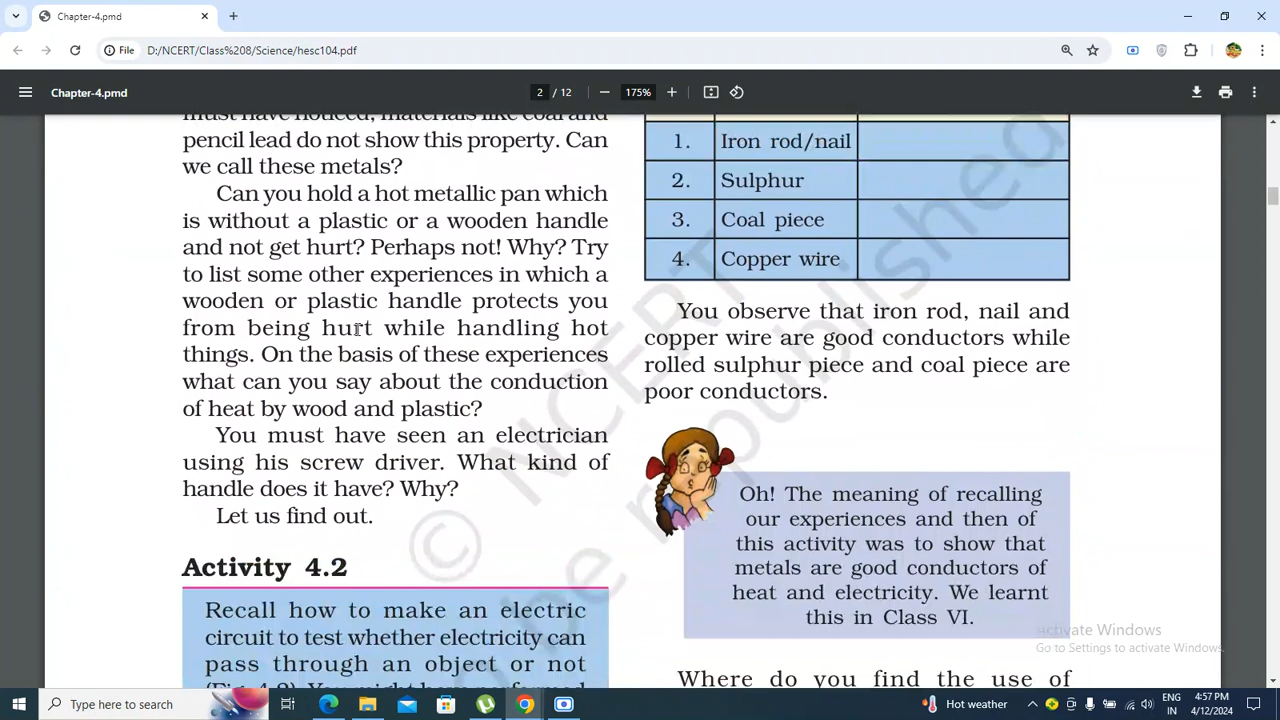 Chapter-4.pmd
File
D:/NCERT/Class%208/Science/hesc104.pdf
Chapter-4.pmd
2 / 12
175%
must have noticed, materials like coal and
pencil lead do not show this property. Can
we call these metals?
Can you hold a hot metallic pan which
is without a plastic or a wooden handle
and not get hurt? Perhaps not! Why? Try
to list some other experiences in which a
wooden or plastic handle protects you
from being hurt while handling hot
things. On the basis of these experiences
what can you say about the conduction
of heat by wood and plastic?
You must have seen an electrician
using his screw driver. What kind of
handle does it have? Why?
Let us find out.
Activity 4.2
Recall how to make an electric
circuit to test whether electricity can
pass through an object or not
1. Iron rod/nail
2. Sulphur
3. Coal piece
4. Copper wire
You observe that iron rod, nail and
copper wire are good conductors while
rolled sulphur piece and coal piece are
poor conductors.
Oh! The meaning of recalling
our experiences and then of
this activity was to show that
metals are good conductors of
heat and electricity. We learnt
this in Class VI.
Where do you find the use of
© NCERT
be republished
Activate Windows
Go to Settings to activate Windows.
Type here to search
Hot weather
ENG
IN
4:57 PM
4/12/2024